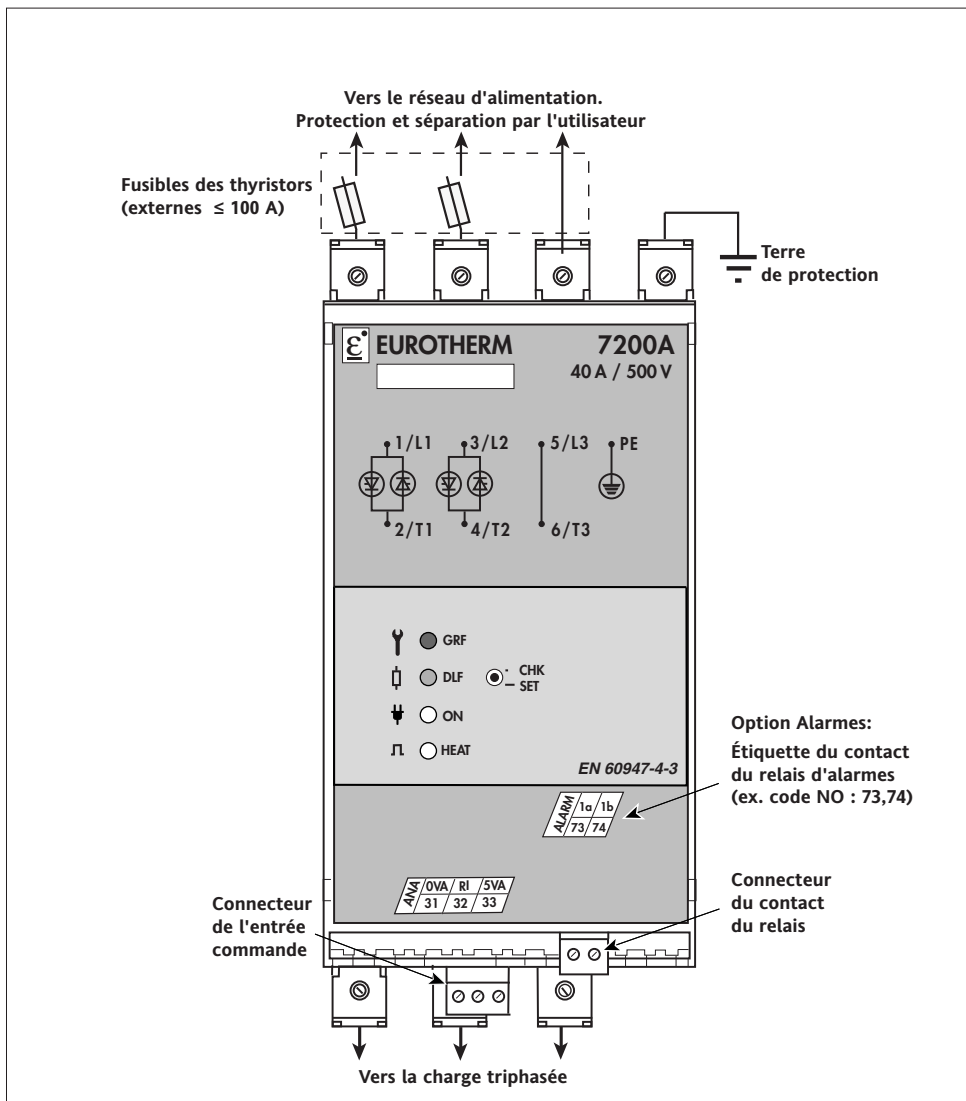 Vers le réseau d'alimentation.
Protection et séparation par l'utilisateur
Fusibles des thyristors
(externes ≤ 100 A)
Terre
de protection
EUROTHERM
7200A
40 A / 500 V
1/L1
3/L2
5/L3
PE
2/T1
4/T2
6/T3
GRF
DLF
CHK
SET
ON
HEAT
EN 60947-4-3
Option Alarmes:
Étiquette du contact
du relais d'alarmes
(ex. code NO : 73,74)
ALARM
1a 1b
73 74
ANA
0VA RI 5VA
31 32 33
Connecteur
de l'entrée
commande
Connecteur
du contact
du relais
Vers la charge triphasée